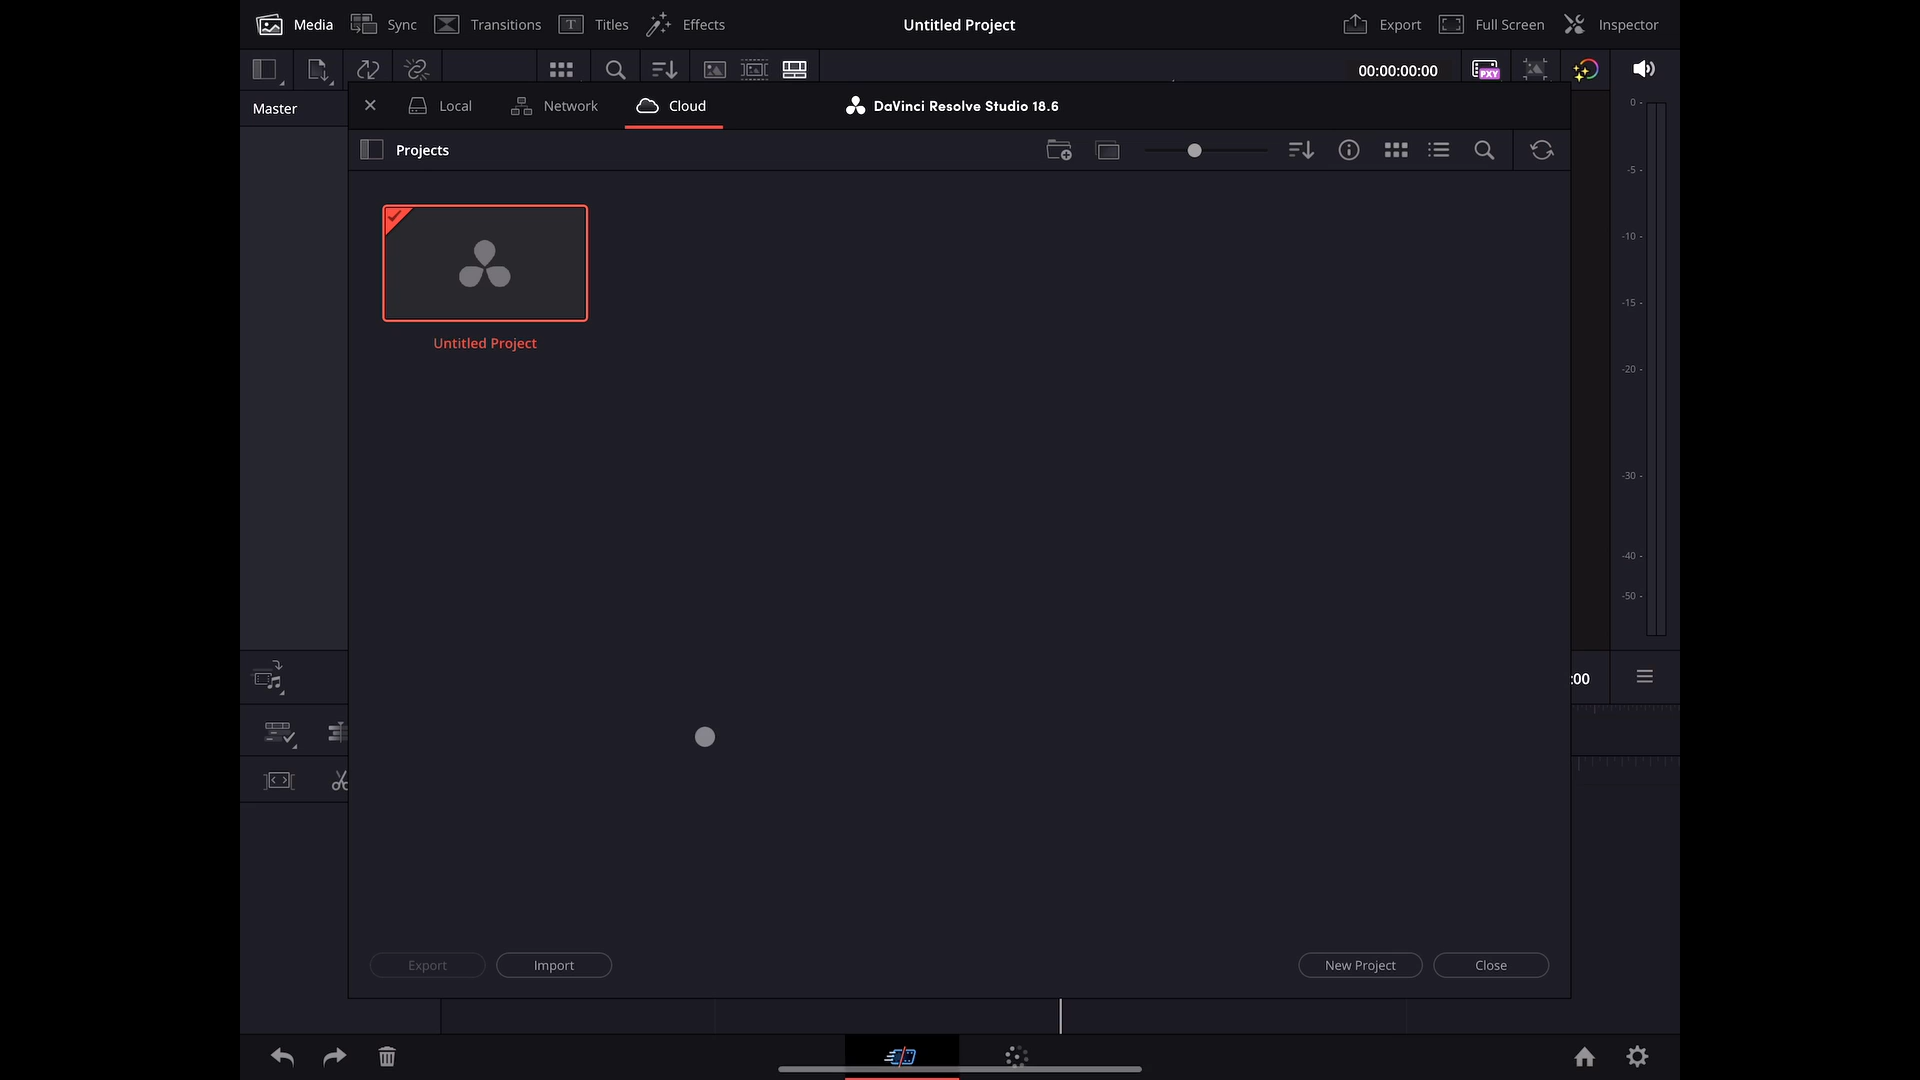 Media Sync Transitions Titles Effects Untitled Project Export Full Screen Inspector
00:00:00:00 PXY
Master
Local Network Cloud DaVinci Resolve Studio 18.6
Projects
Untitled Project
0
-5
-10
-15
-20
-30
-40
-50
:00
Export Import New Project Close